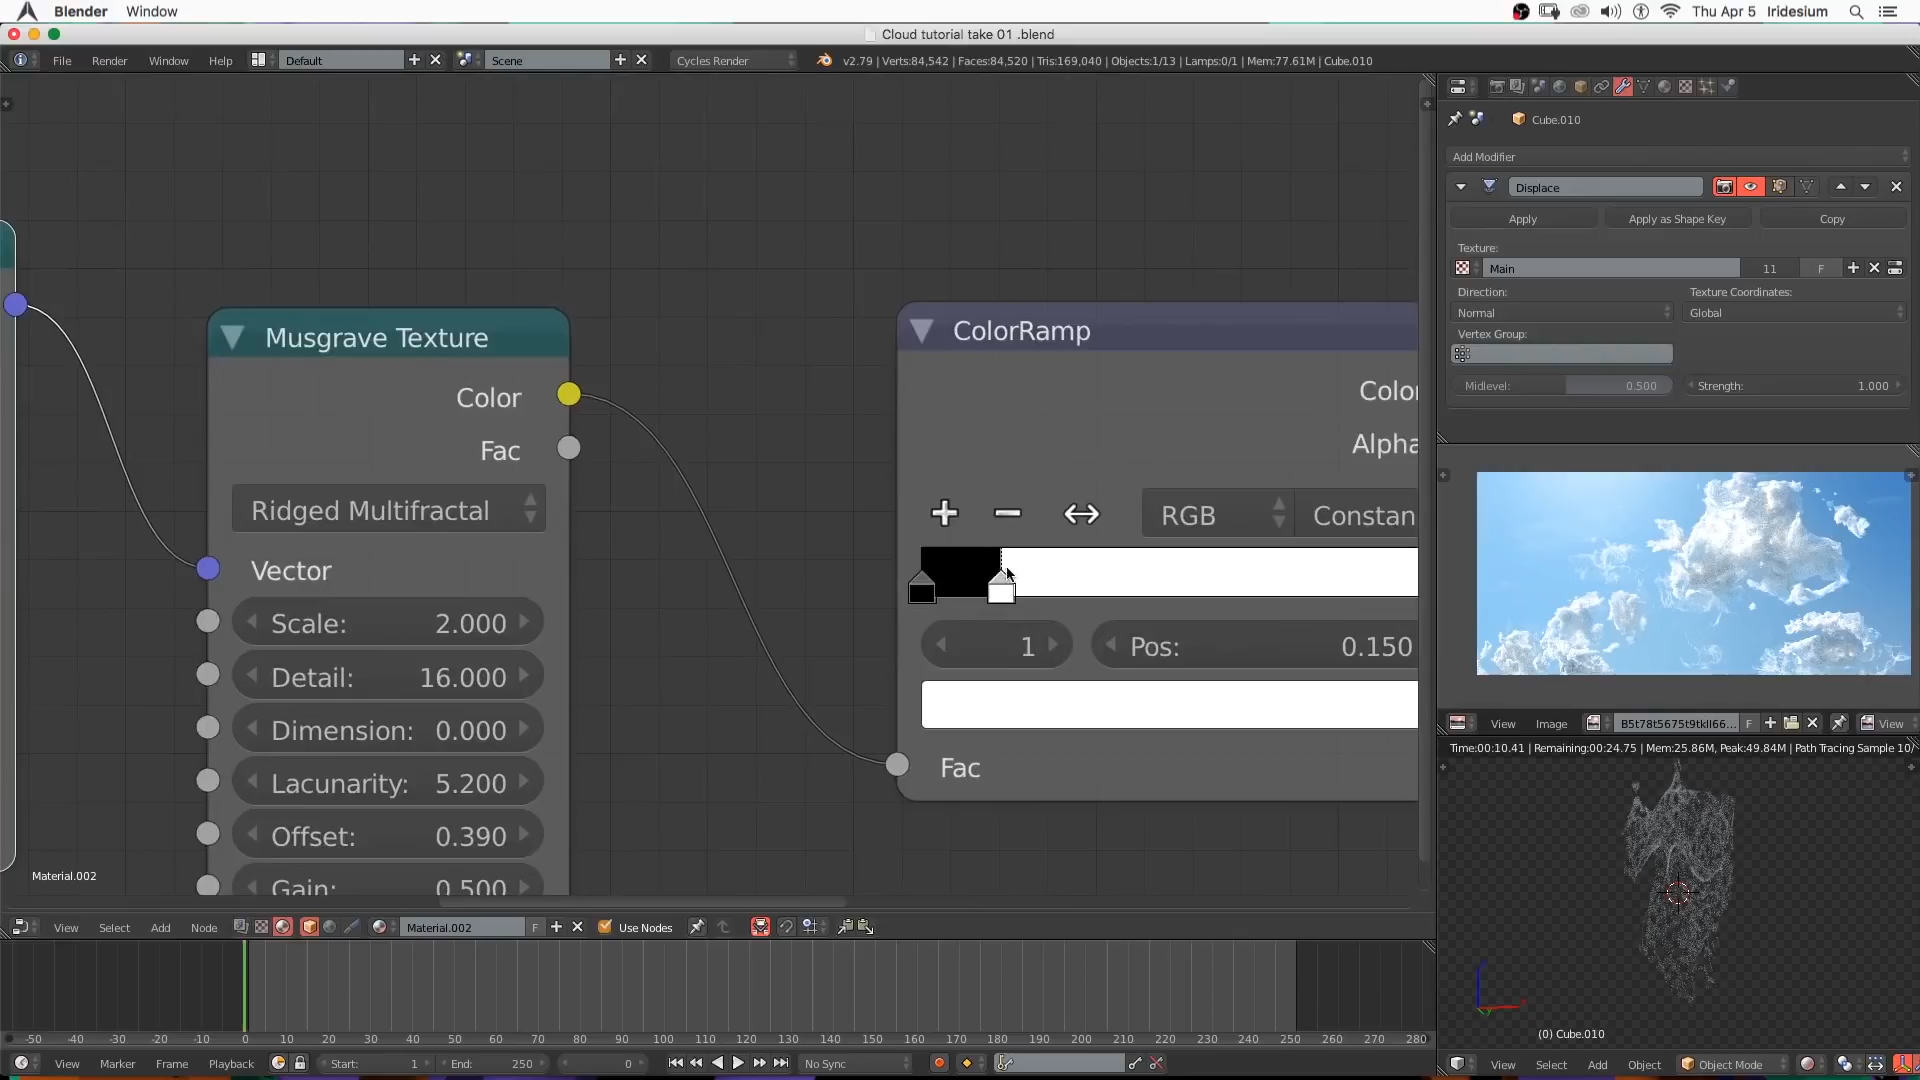 Blender Window Thu Apr 5 Iridesium
Cloud tutorial take 01 .blend
File Render Window Help Default Scene Cycles Render v2.79 | Verts:84,542 | Faces:84,520 | Tris:169,040 | Objects:1/13 | Lamps:0/1 | Mem:77.61M | Cube.010
Cube.010
Add Modifier
Displace
Apply Apply as Shape Key Copy
Texture:
Main 11 F
Direction: Texture Coordinates:
Normal Global
Vertex Group:
Midlevel: 0.500 Strength: 1.000
Musgrave Texture
Color
Fac
Ridged Multifractal
Vector
Scale: 2.000
Detail: 16.000
Dimension: 0.000
Lacunarity: 5.200
Offset: 0.390
Gain: 0.500
Material.002
ColorRamp
Color
Alpha
RGB Constan
1 Pos: 0.150
Fac
View Image B5t78t5675t9tkll66... F View
Time:00:10.41 | Remaining:00:24.75 | Mem:25.86M, Peak:49.84M | Path Tracing Sample 10/
(0) Cube.010
View Select Add Node Material.002 F Use Nodes
-50 -40 -30 -20 -10 0 10 20 30 40 50 60 70 80 90 100 110 120 130 140 150 160 170 180 190 200 210 220 230 240 250 260 270 280
View Marker Frame Playback Start: 1 End: 250 0 No Sync
View Select Add Object Object Mode